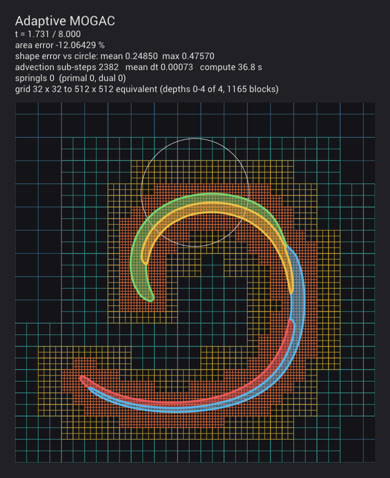 Adaptive MOGAC
t = 1.731 / 8.000
area error -12.06429 %
shape error vs circle: mean 0.24850  max 0.47570
advection sub-steps 2382   mean dt 0.00073   compute 36.8 s
springls 0  (primal 0, dual 0)
grid 32 x 32 to 512 x 512 equivalent (depths 0-4 of 4, 1165 blocks)